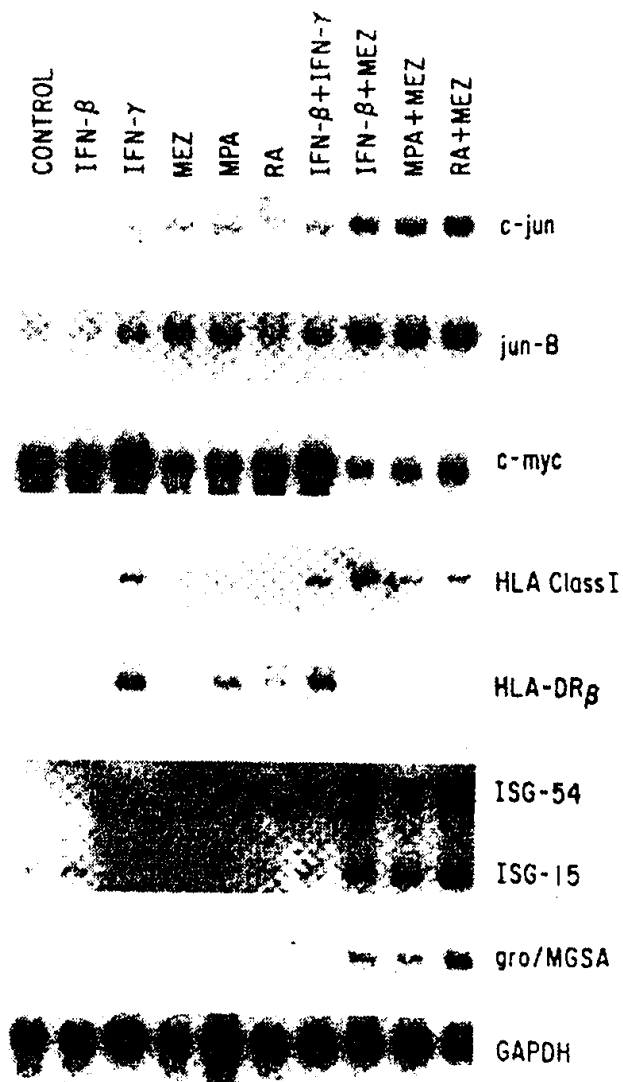 CONTROL
IFN-β
IFN-γ
MEZ
MPA
RA
IFN-β+IFN-γ
IFN-β+MEZ
MPA+MEZ
RA+MEZ
c-jun
jun-B
c-myc
HLA Class I
HLA-DRβ
ISG-54
ISG-15
gro/MGSA
GAPDH